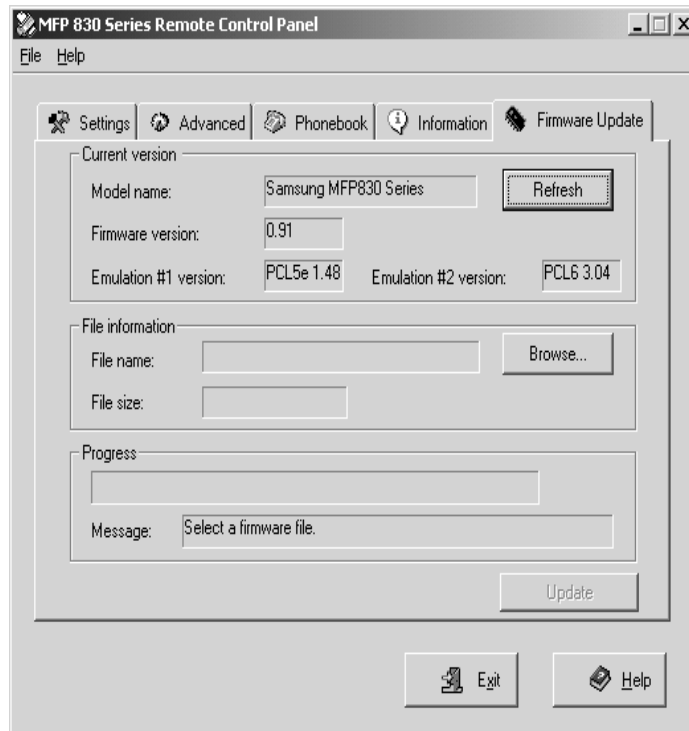 MFP 830 Series Remote Control Panel
File Help
Settings Advanced Phonebook Information Firmware Update
Current version
Model name: Samsung MFP830 Series Refresh
Firmware version: 0.91
Emulation #1 version: PCL5e 1.48 Emulation #2 version: PCL6 3.04
File information
File name: Browse...
File size:
Progress
Message: Select a firmware file.
Update
Exit Help